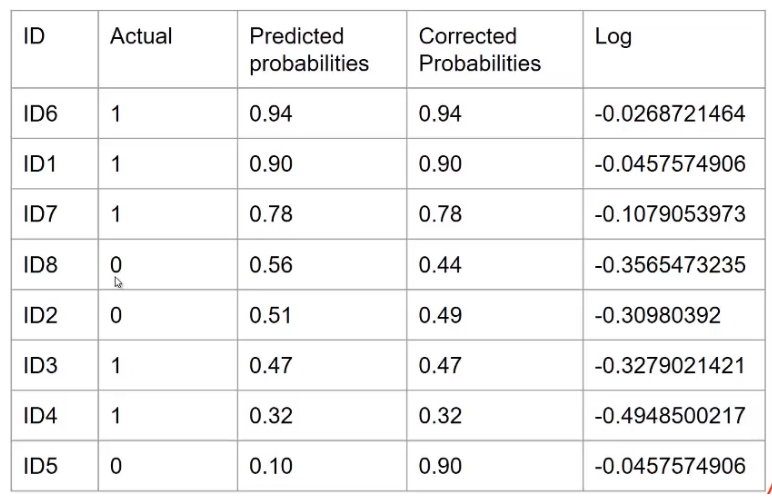 ID Actual Predicted probabilities Corrected Probabilities Log
ID6 1 0.94 0.94 -0.0268721464
ID1 1 0.90 0.90 -0.0457574906
ID7 1 0.78 0.78 -0.1079053973
ID8 0 0.56 0.44 -0.3565473235
ID2 0 0.51 0.49 -0.30980392
ID3 1 0.47 0.47 -0.3279021421
ID4 1 0.32 0.32 -0.4948500217
ID5 0 0.10 0.90 -0.0457574906